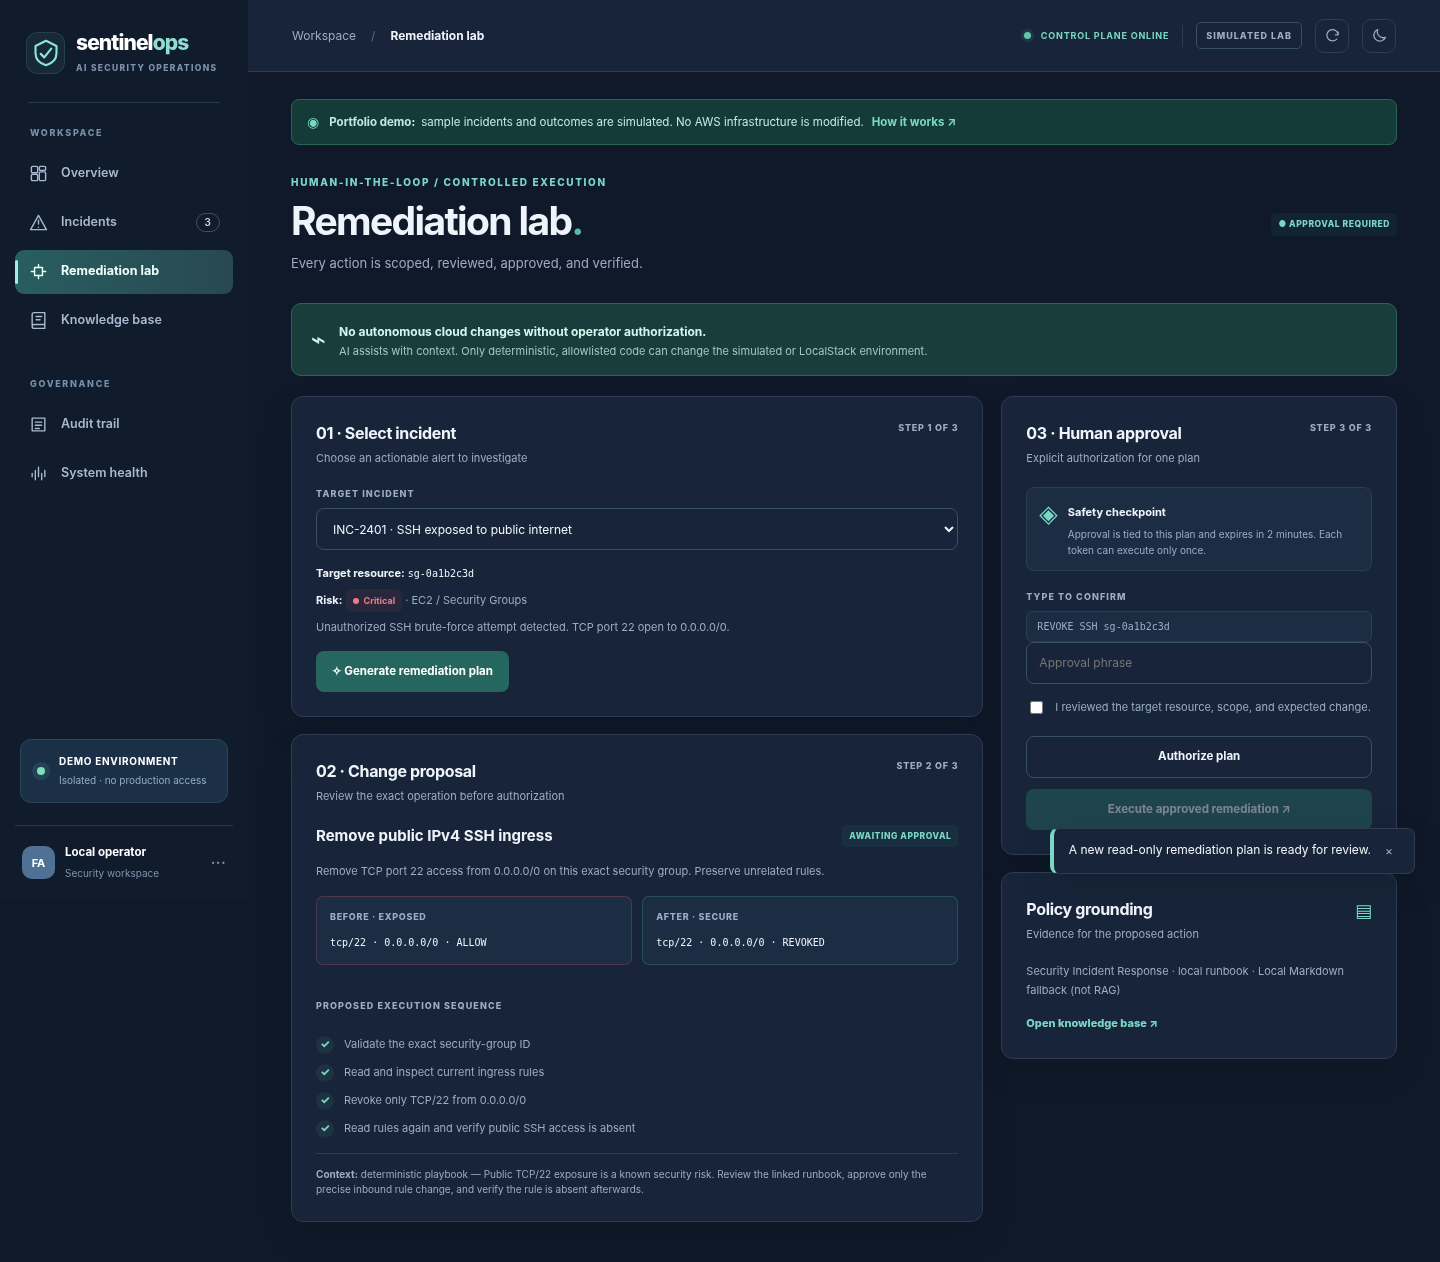 sentinelops
AI SECURITY OPERATIONS
WORKSPACE
Overview
Incidents 3
Remediation lab
Knowledge base
GOVERNANCE
Audit trail
System health
DEMO ENVIRONMENT
Isolated · no production access
FA
Local operator
Security workspace
Workspace / Remediation lab
CONTROL PLANE ONLINE
SIMULATED LAB
Portfolio demo: sample incidents and outcomes are simulated. No AWS infrastructure is modified. How it works ↗
HUMAN-IN-THE-LOOP / CONTROLLED EXECUTION
Remediation lab.
APPROVAL REQUIRED
Every action is scoped, reviewed, approved, and verified.
No autonomous cloud changes without operator authorization.
AI assists with context. Only deterministic, allowlisted code can change the simulated or LocalStack environment.
01 · Select incident
STEP 1 OF 3
Choose an actionable alert to investigate
TARGET INCIDENT
INC-2401 · SSH exposed to public internet
Target resource: sg-0a1b2c3d
Risk: Critical · EC2 / Security Groups
Unauthorized SSH brute-force attempt detected. TCP port 22 open to 0.0.0.0/0.
✧ Generate remediation plan
02 · Change proposal
STEP 2 OF 3
Review the exact operation before authorization
Remove public IPv4 SSH ingress
AWAITING APPROVAL
Remove TCP port 22 access from 0.0.0.0/0 on this exact security group. Preserve unrelated rules.
BEFORE · EXPOSED
tcp/22 · 0.0.0.0/0 · ALLOW
AFTER · SECURE
tcp/22 · 0.0.0.0/0 · REVOKED
PROPOSED EXECUTION SEQUENCE
Validate the exact security-group ID
Read and inspect current ingress rules
Revoke only TCP/22 from 0.0.0.0/0
Read rules again and verify public SSH access is absent
Context: deterministic playbook — Public TCP/22 exposure is a known security risk. Review the linked runbook, approve only the
precise inbound rule change, and verify the rule is absent afterwards.
03 · Human approval
STEP 3 OF 3
Explicit authorization for one plan
Safety checkpoint
Approval is tied to this plan and expires in 2 minutes. Each
token can execute only once.
TYPE TO CONFIRM
REVOKE SSH sg-0a1b2c3d
Approval phrase
I reviewed the target resource, scope, and expected change.
Authorize plan
Execute approved remediation ↗
A new read-only remediation plan is ready for review. ×
Policy grounding
Evidence for the proposed action
Security Incident Response · local runbook · Local Markdown
fallback (not RAG)
Open knowledge base ↗